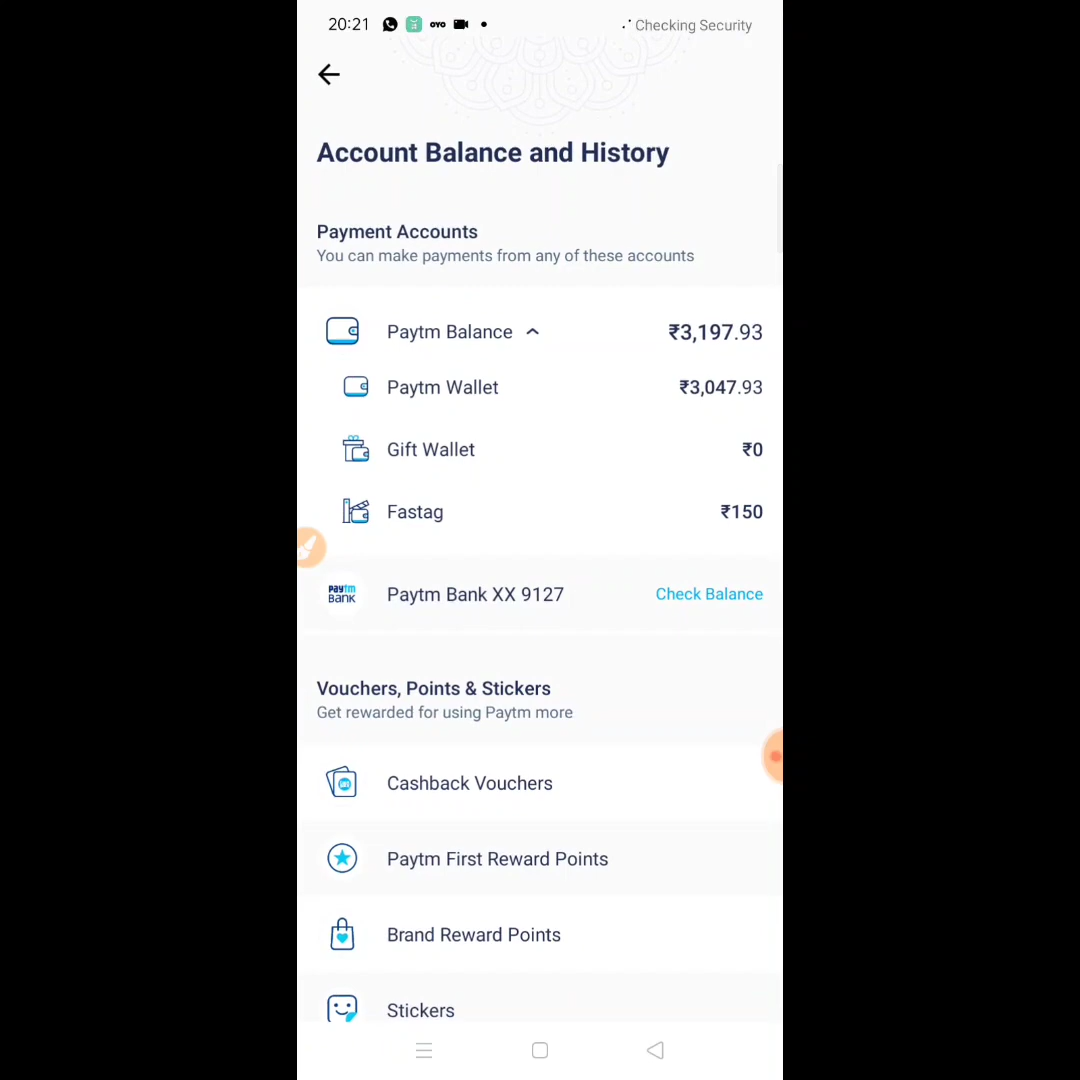 20:21 OYO Checking Security
Account Balance and History
Payment Accounts
You can make payments from any of these accounts
Paytm Balance ₹3,197.93
Paytm Wallet ₹3,047.93
Gift Wallet ₹0
Fastag ₹150
paytm BANK Paytm Bank XX 9127 Check Balance
Vouchers, Points & Stickers
Get rewarded for using Paytm more
Cashback Vouchers
Paytm First Reward Points
Brand Reward Points
Stickers